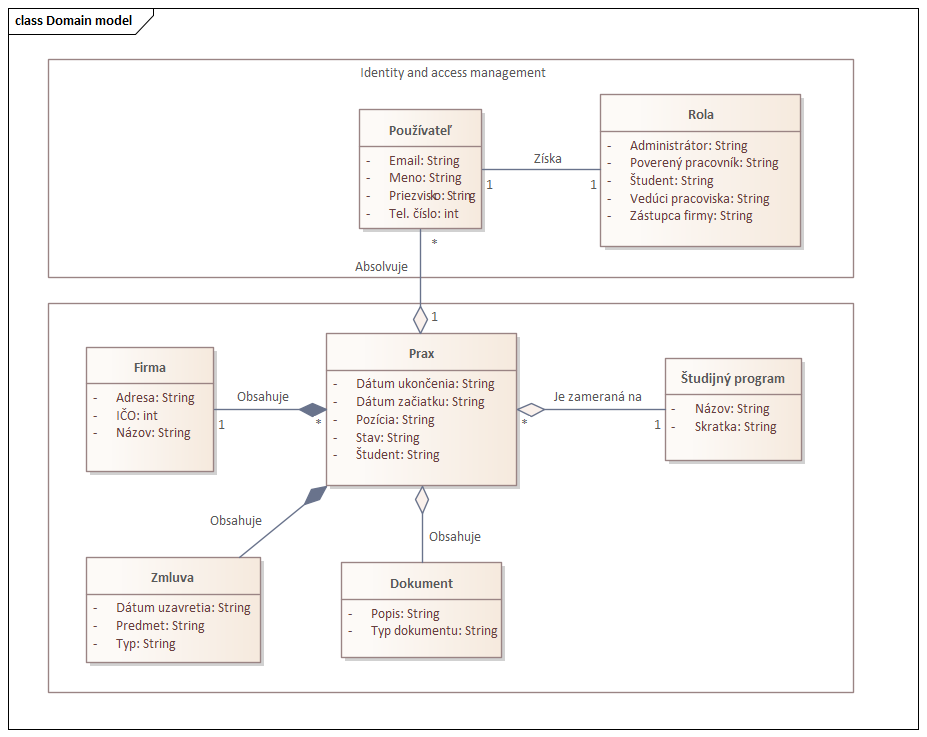 class Domain model
Identity and access management
Používateľ
- Email: String
- Meno: String
- Priezvisko: String
- Tel. číslo: int
Získa
1
1
Rola
- Administrátor: String
- Poverený pracovník: String
- Študent: String
- Vedúci pracoviska: String
- Zástupca firmy: String
*
Absolvuje
1
Firma
- Adresa: String
- IČO: int
- Názov: String
Obsahuje
1
*
Prax
- Dátum ukončenia: String
- Dátum začiatku: String
- Pozícia: String
- Stav: String
- Študent: String
Je zameraná na
*
1
Študijný program
- Názov: String
- Skratka: String
Obsahuje
Obsahuje
Zmluva
- Dátum uzavretia: String
- Predmet: String
- Typ: String
Dokument
- Popis: String
- Typ dokumentu: String